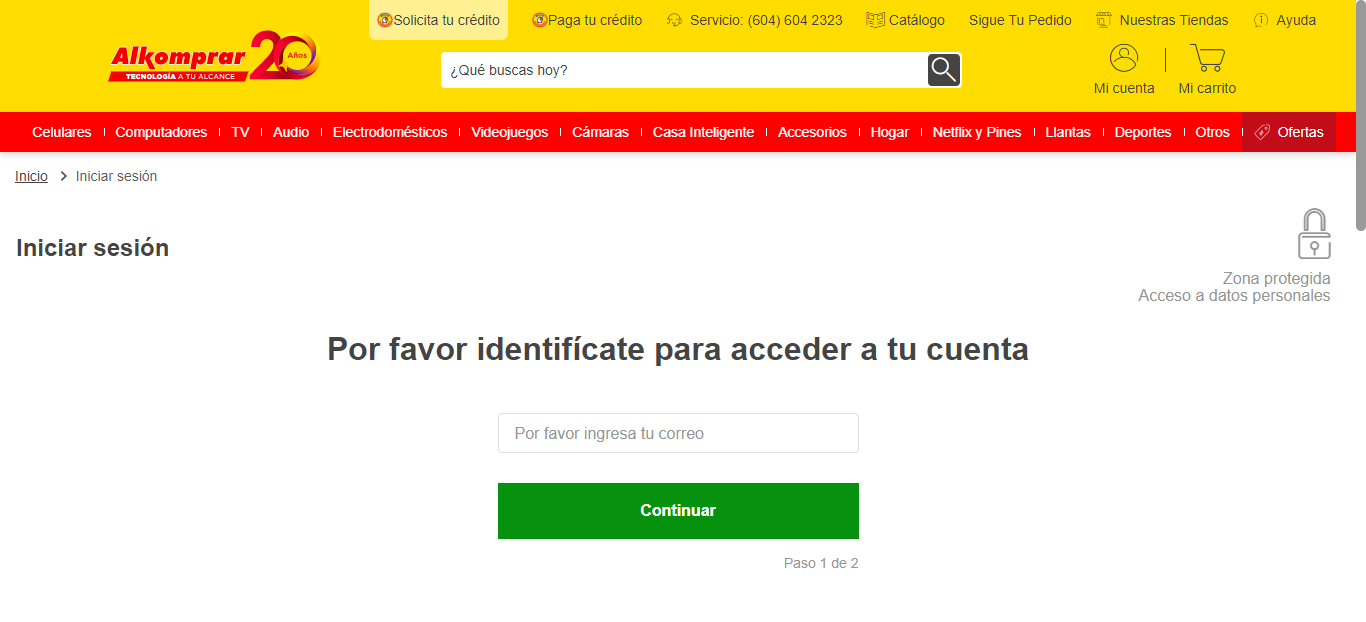 Solicita tu crédito Paga tu crédito Servicio: (604) 604 2323 Catálogo Sigue Tu Pedido Nuestras Tiendas Ayuda
Alkomprar 20 Años
TECNOLOGÍA A TU ALCANCE
¿Qué buscas hoy?
Mi cuenta Mi carrito
Celulares Computadores TV Audio Electrodomésticos Videojuegos Cámaras Casa Inteligente Accesorios Hogar Netflix y Pines Llantas Deportes Otros Ofertas
Inicio Iniciar sesión
Iniciar sesión
Zona protegida
Acceso a datos personales
Por favor identifícate para acceder a tu cuenta
Por favor ingresa tu correo
Continuar
Paso 1 de 2